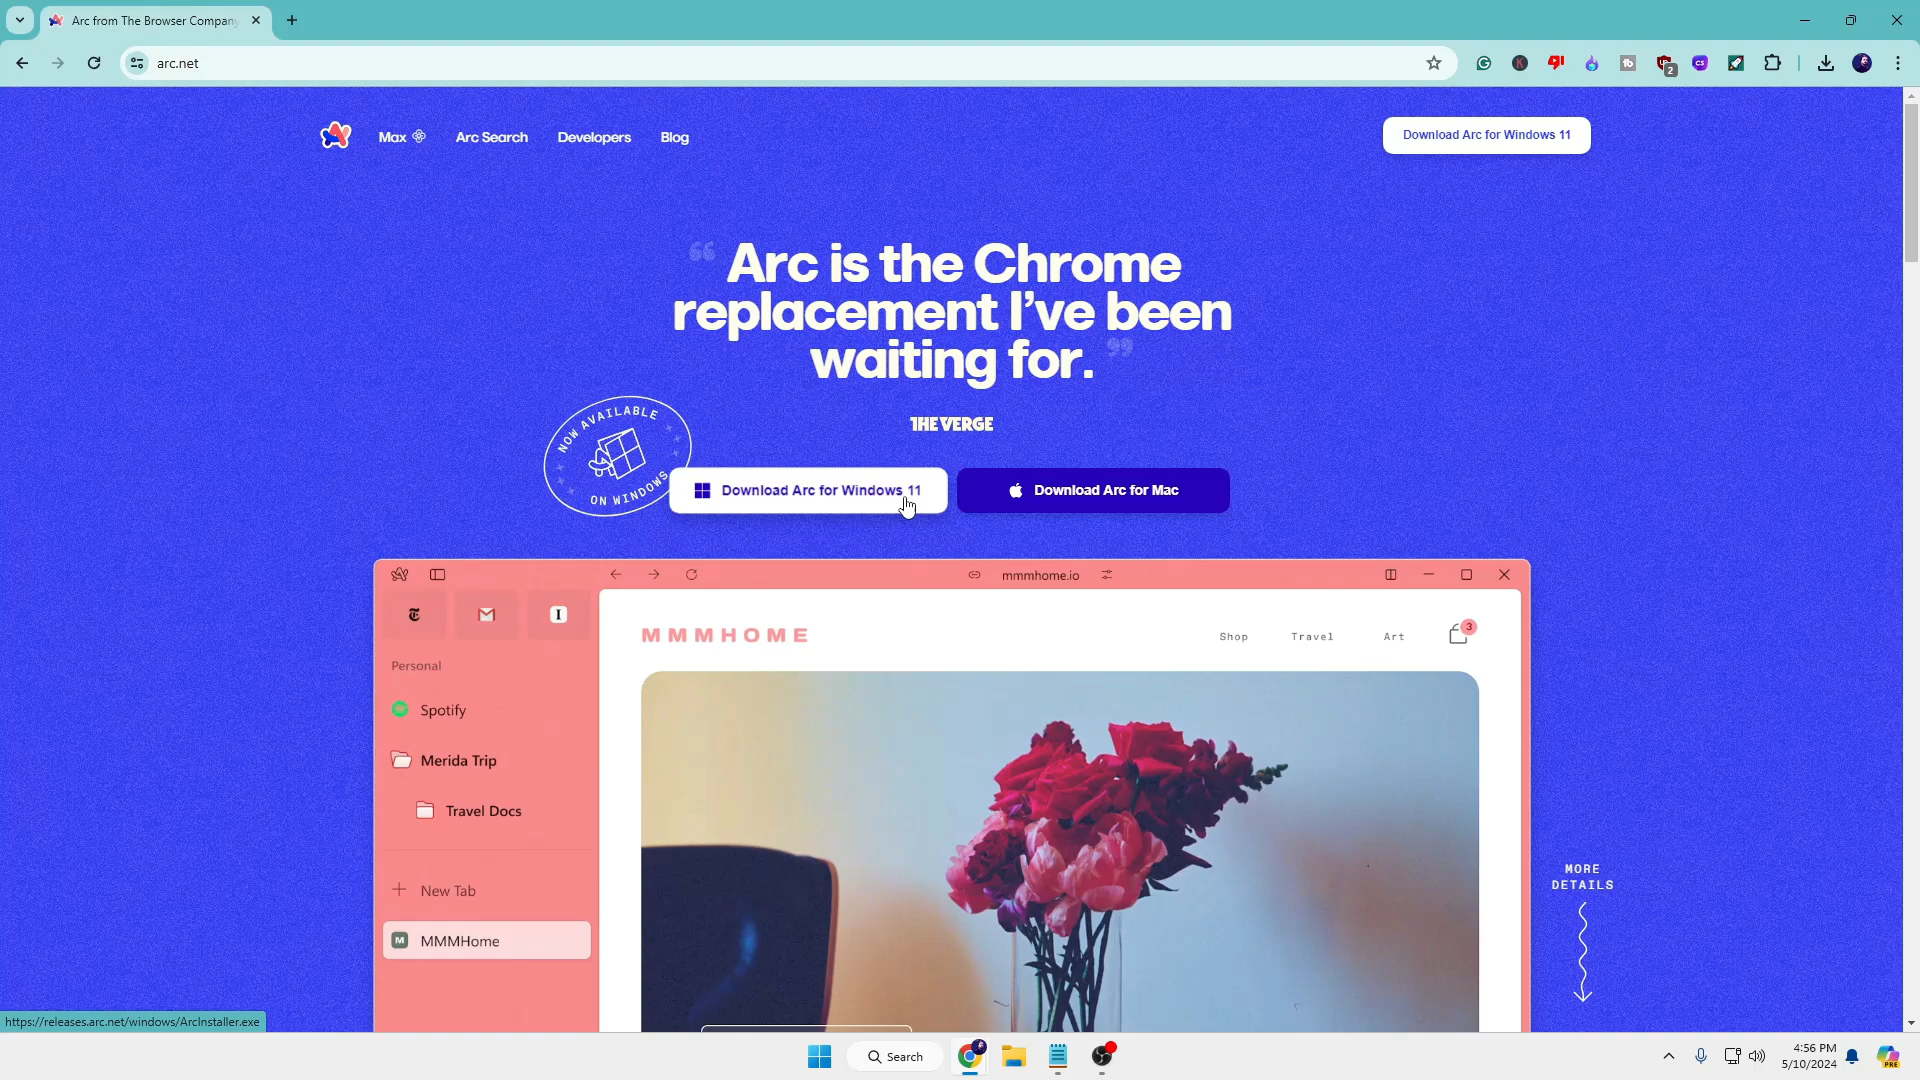 Arc from The Browser Company
arc.net
2
Max
Arc Search
Developers
Blog
Download Arc for Windows 11
“ Arc is the Chrome
replacement I’ve been
waiting for. ”
THE VERGE
NOW AVAILABLE
ON WINDOWS
Download Arc for Windows 11
Download Arc for Mac
mmmhome.io
Personal
Spotify
Merida Trip
Travel Docs
New Tab
M MMMHome
MMMHOME
Shop
Travel
Art
3
MORE
DETAILS
https://releases.arc.net/windows/ArcInstaller.exe
Search
4:56 PM
5/10/2024
PRE